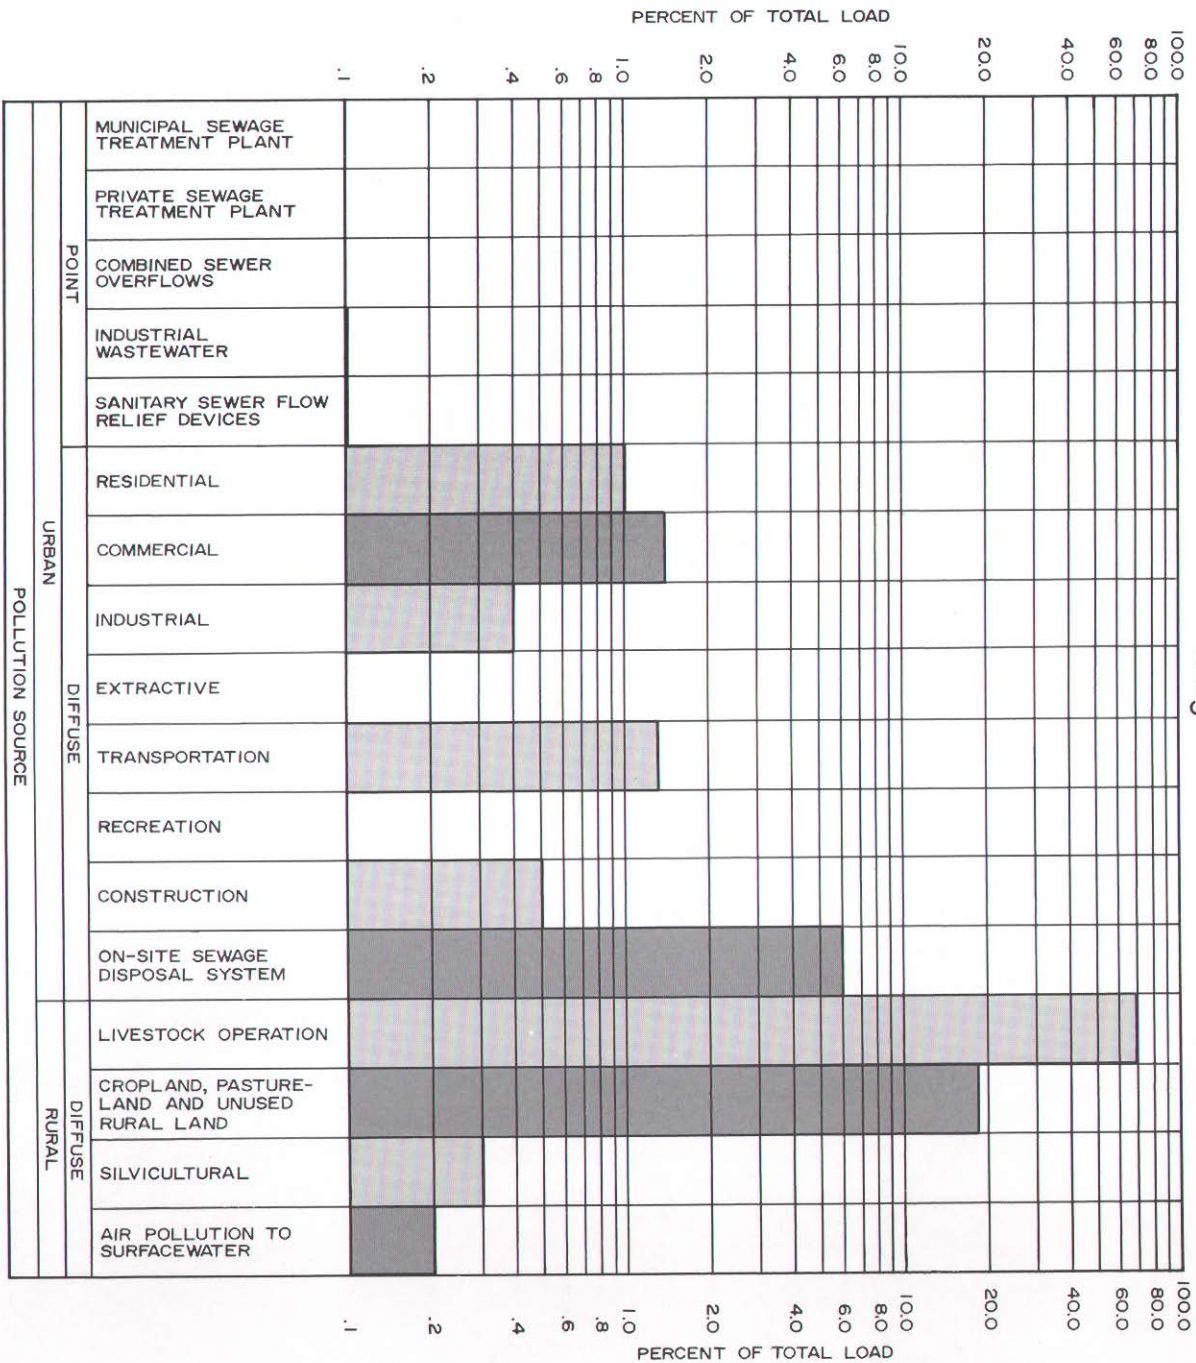 PERCENT OF TOTAL LOAD
.1 .2 .4 .6 .8 1.0 2.0 4.0 6.0 8.0 10.0 20.0 40.0 60.0 80.0 100.0
MUNICIPAL SEWAGE
TREATMENT PLANT
PRIVATE SEWAGE
TREATMENT PLANT
COMBINED SEWER
OVERFLOWS
INDUSTRIAL
WASTEWATER
SANITARY SEWER FLOW
RELIEF DEVICES
POINT
RESIDENTIAL
COMMERCIAL
INDUSTRIAL
EXTRACTIVE
TRANSPORTATION
RECREATION
CONSTRUCTION
ON-SITE SEWAGE
DISPOSAL SYSTEM
DIFFUSE
URBAN
LIVESTOCK OPERATION
CROPLAND, PASTURE-
LAND AND UNUSED
RURAL LAND
SILVICULTURAL
AIR POLLUTION TO
SURFACEWATER
DIFFUSE
RURAL
POLLUTION SOURCE
.1 .2 .4 .6 .8 1.0 2.0 4.0 6.0 8.0 10.0 20.0 40.0 60.0 80.0 100.0
PERCENT OF TOTAL LOAD